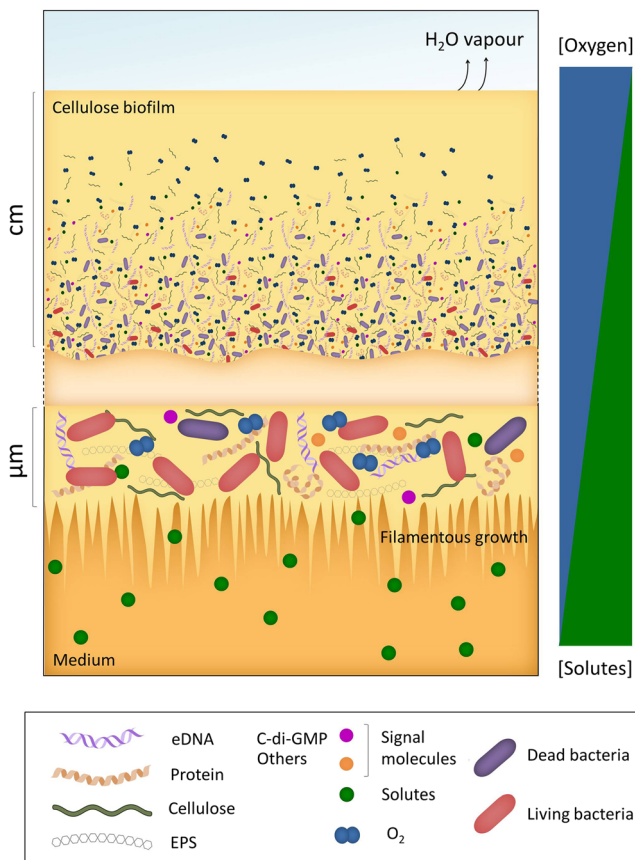 H₂O vapour
[Oxygen]
Cellulose biofilm
cm
μm
Filamentous growth
Medium
[Solutes]
eDNA
Protein
Cellulose
EPS
C-di-GMP
Others
Signal
molecules
Solutes
O₂
Dead bacteria
Living bacteria